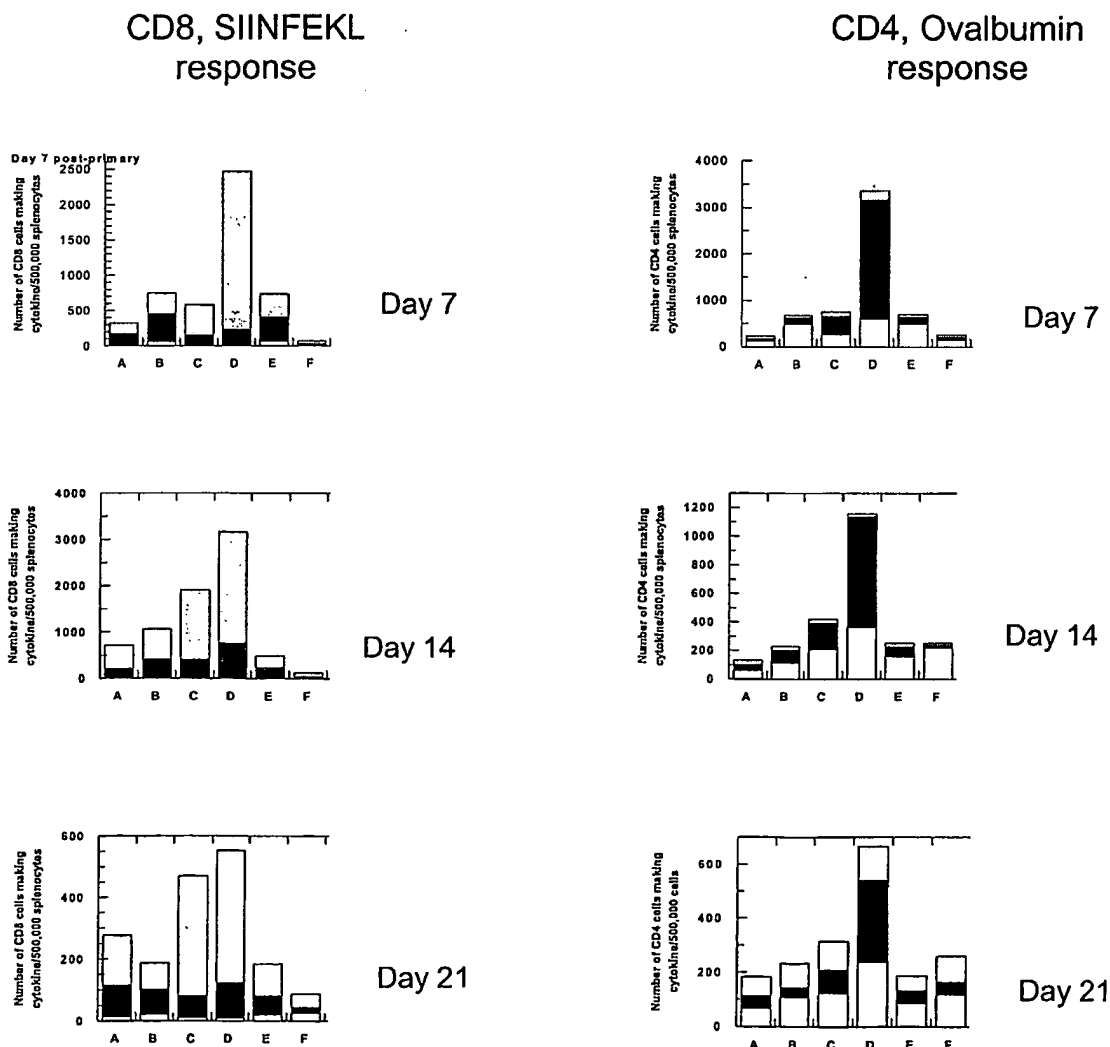 CD8, SIINFEKL
response
CD4, Ovalbumin
response
Day 7 post-primary
Number of CD8 cells making
cytokine/500,000 splenocytas
2500
2000
1500
1000
500
0
A B C D E F
Day 7
Number of CD4 cells making
cytokine/500,000 splenocytas
4000
3000
2000
1000
0
A B C D E F
Day 7
Number of CD8 cells making
cytokine/500,000 splenocytos
4000
3000
2000
1000
0
A B C D E F
Day 14
Number of CD4 cells making
cytokine/500,000 splenocytos
1200
1000
800
600
400
200
0
A B C D E F
Day 14
Number of CD8 cells making
cytokine/500,000 splenocytas
600
400
200
0
A B C D E F
Day 21
Number of CD4 cells making
cytokine/500,000 cells
600
400
200
0
A B C D E F
Day 21